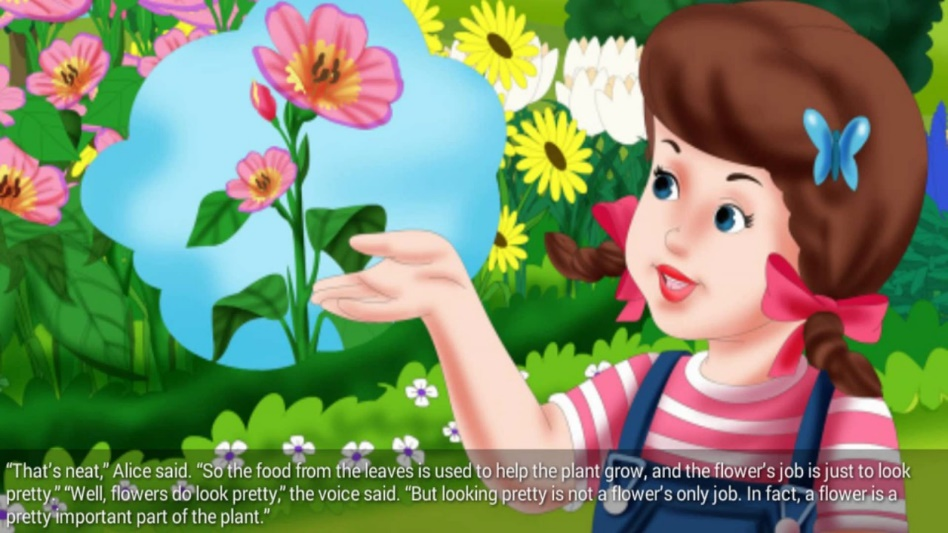 “That’s neat,” Alice said. “So the food from the leaves is used to help the plant grow, and the flower’s job is just to look
pretty.” “Well, flowers do look pretty,” the voice said. “But looking pretty is not a flower’s only job. In fact, a flower is a
pretty important part of the plant.”